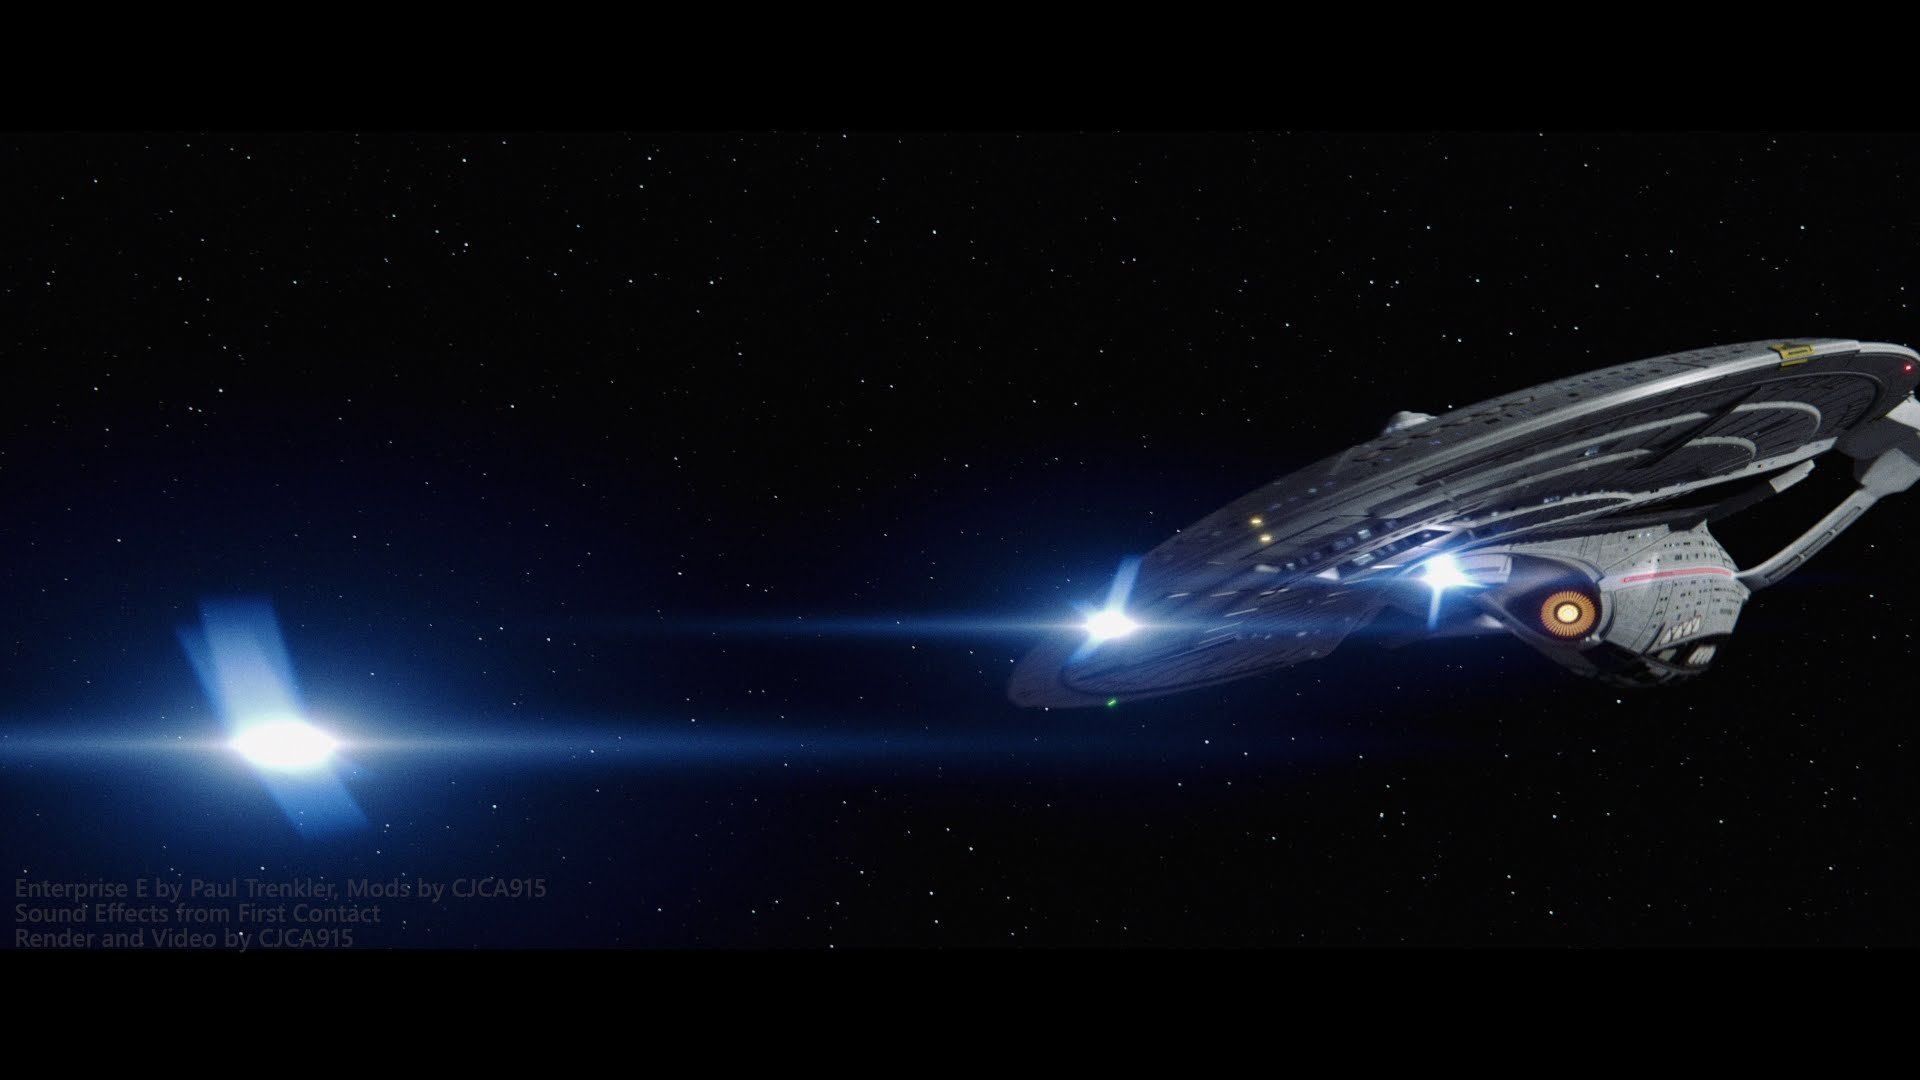 Enterprise E by Paul Trenkler, Mods by CJCA915
Sound Effects from First Contact
Render and Video by CJCA915